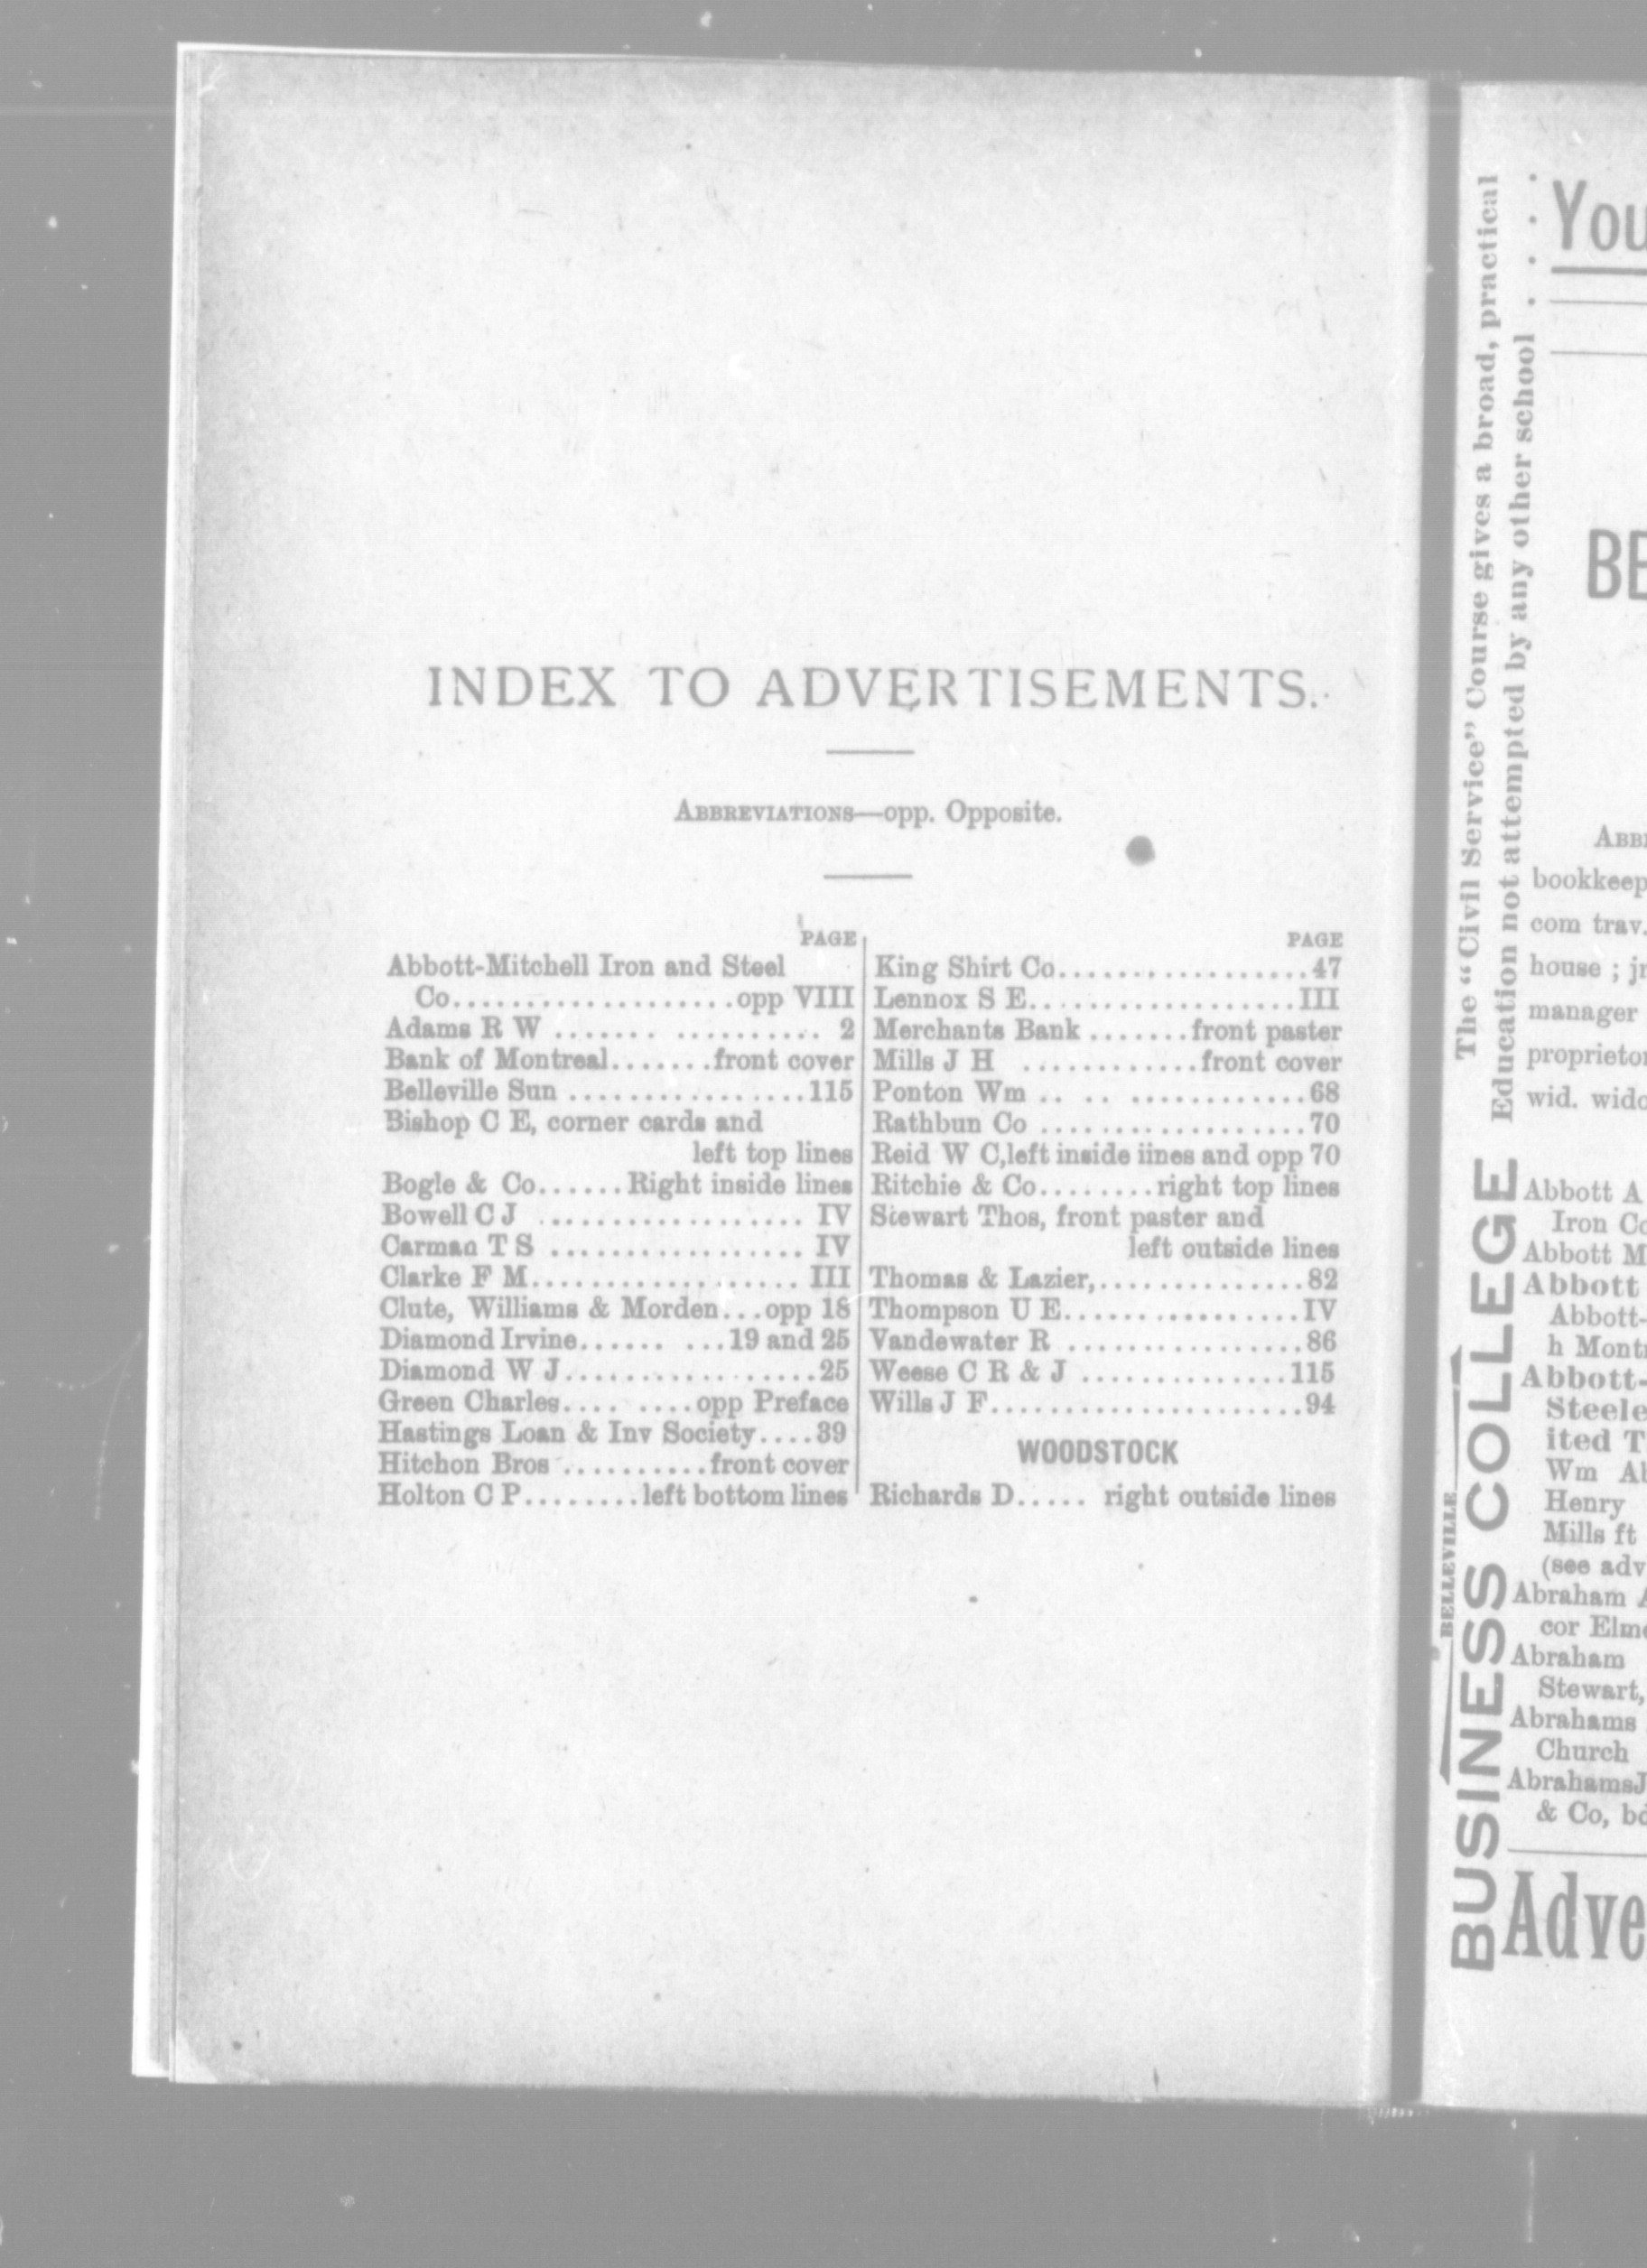 INDEX TO ADVERTISEMENTS.
ABBREVIATIONS—opp. Opposite.
PAGE
Abbott-Mitchell Iron and Steel
Co...................opp VIII
Adams R W ....... .......... 2
Bank of Montreal.......front cover
Belleville Sun ................115
Bishop C E, corner cards and
left top lines
Bogle & Co......Right inside lines
Bowell C J .................. IV
Carman T S .................. IV
Clarke F M................... III
Clute, Williams & Morden...opp 18
Diamond Irvine...... ...19 and 25
Diamond W J..................25
Green Charles.... ....opp Preface
Hastings Loan & Inv Society....39
Hitchon Bros ..........front cover
Holton C P........left bottom lines
PAGE
King Shirt Co.................47
Lennox S E...................III
Merchants Bank .......front paster
Mills J H ............front cover
Ponton Wm .. .. ............68
Rathbun Co ..................70
Reid W C,left inside iines and opp 70
Ritchie & Co........right top lines
Stewart Thos, front paster and
left outside lines
Thomas & Lazier,..............82
Thompson U E................IV
Vandewater R ................86
Weese C R & J ..............115
Wills J F......................94
WOODSTOCK
Richards D..... right outside lines
The "Civil Service" Course gives a broad, practical
Education not attempted by any other school . . . .
BELLEVILLE
BUSINESS COLLEGE
You
BE
ABB
bookkeep
com trav.
house ; jr
manager
proprietor
wid. wido
Abbott A
Iron Co
Abbott M
Abbott
Abbott-
h Montr
Abbott-
Steele
ited T
Wm Ab
Henry
Mills ft
(see adv
Abraham A
cor Elm
Abraham
Stewart,
Abrahams
Church
AbrahamsJ
& Co, bd
Adve